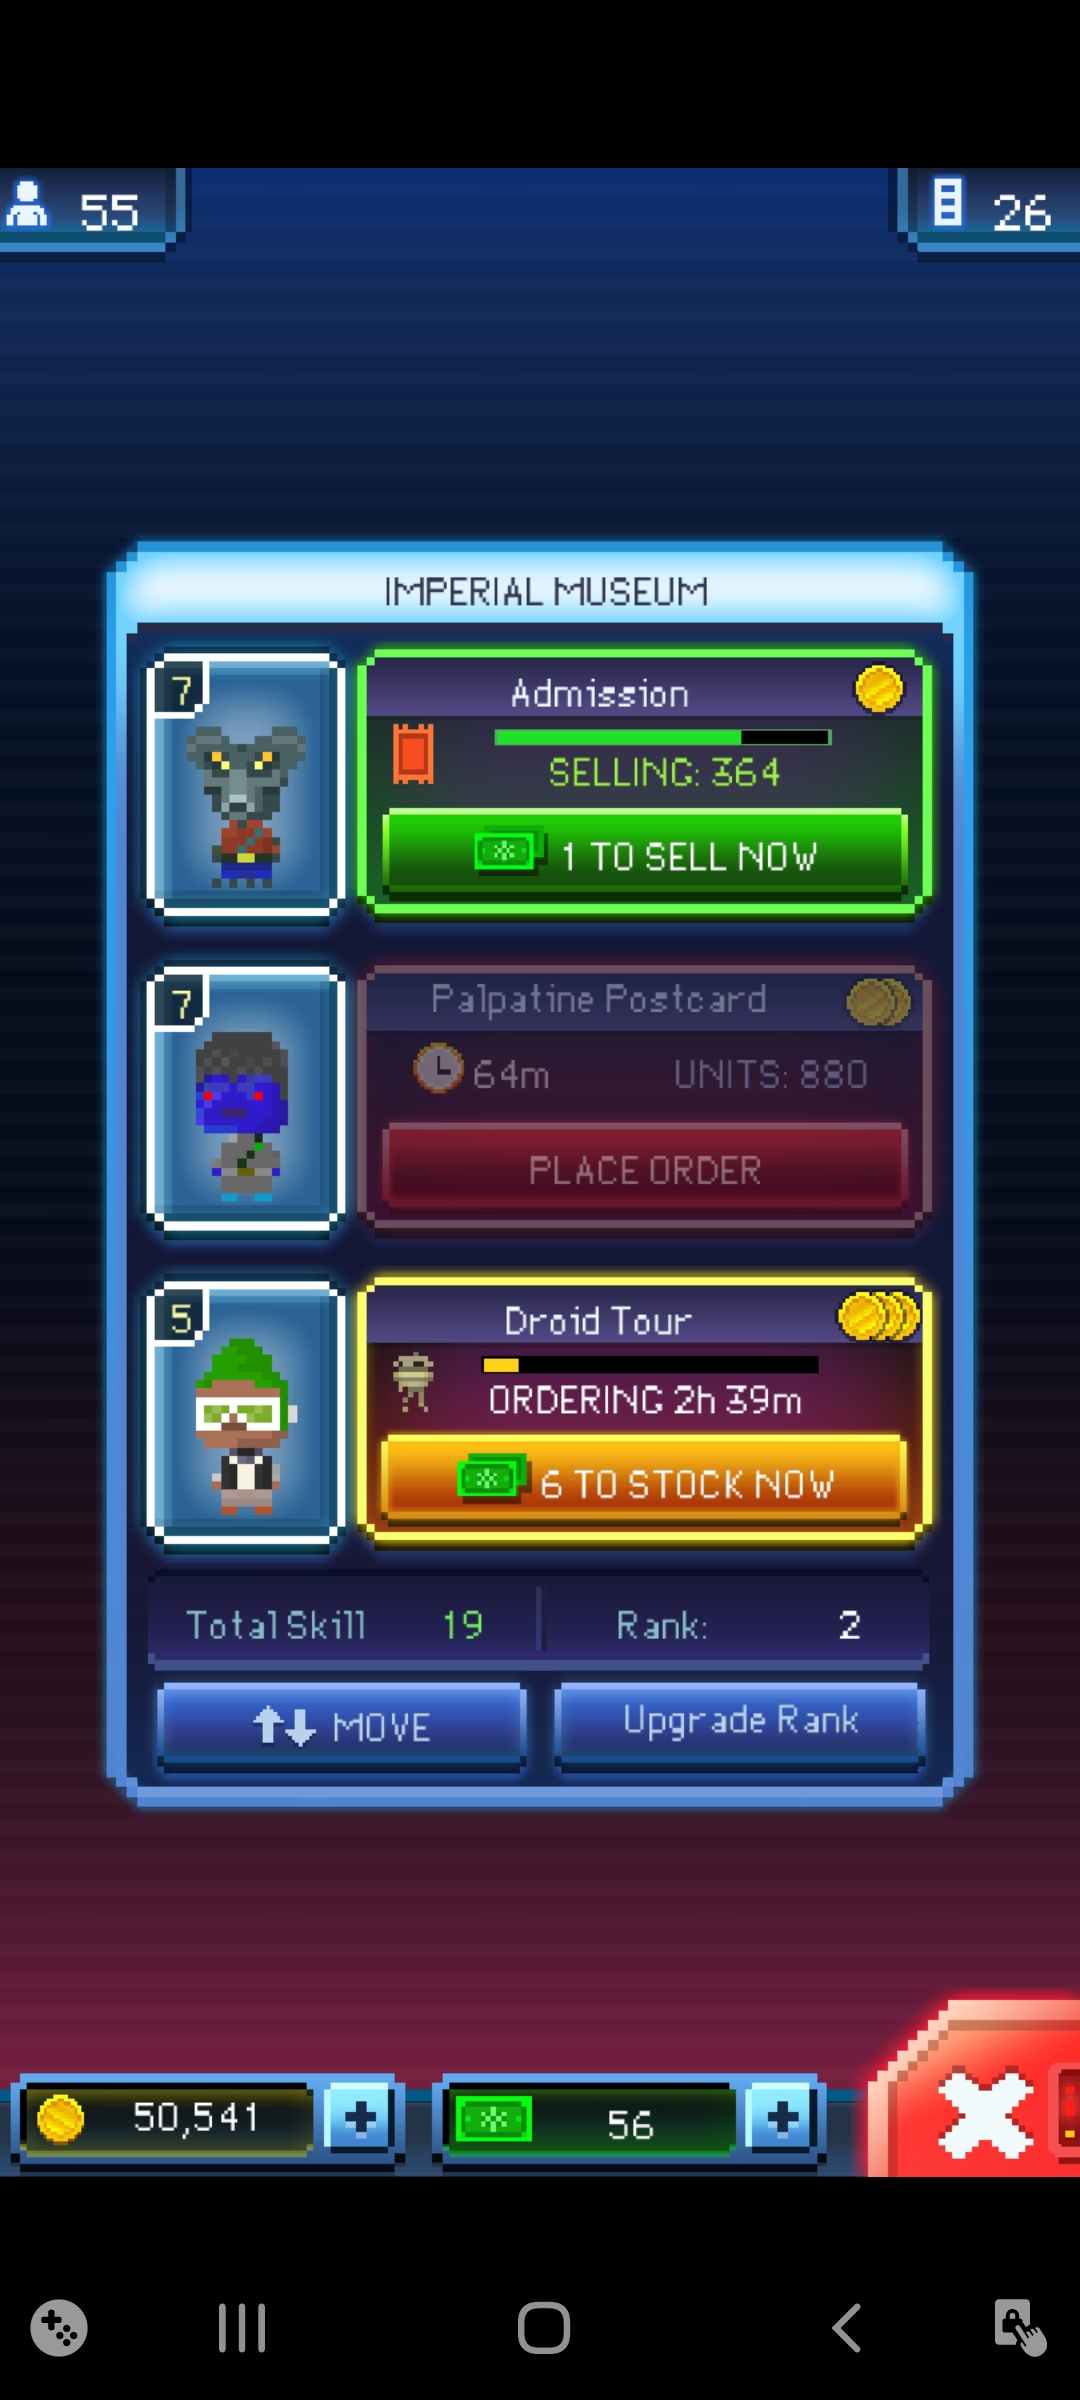 55
26
IMPERIAL MUSEUM
7
Admission
SELLING: 364
1 TO SELL NOW
7
Palpatine Postcard
64m UNITS: 880
PLACE ORDER
5
Droid Tour
ORDERING 2h 39m
6 TO STOCK NOW
Total Skill 19 Rank: 2
MOVE Upgrade Rank
50,541 56